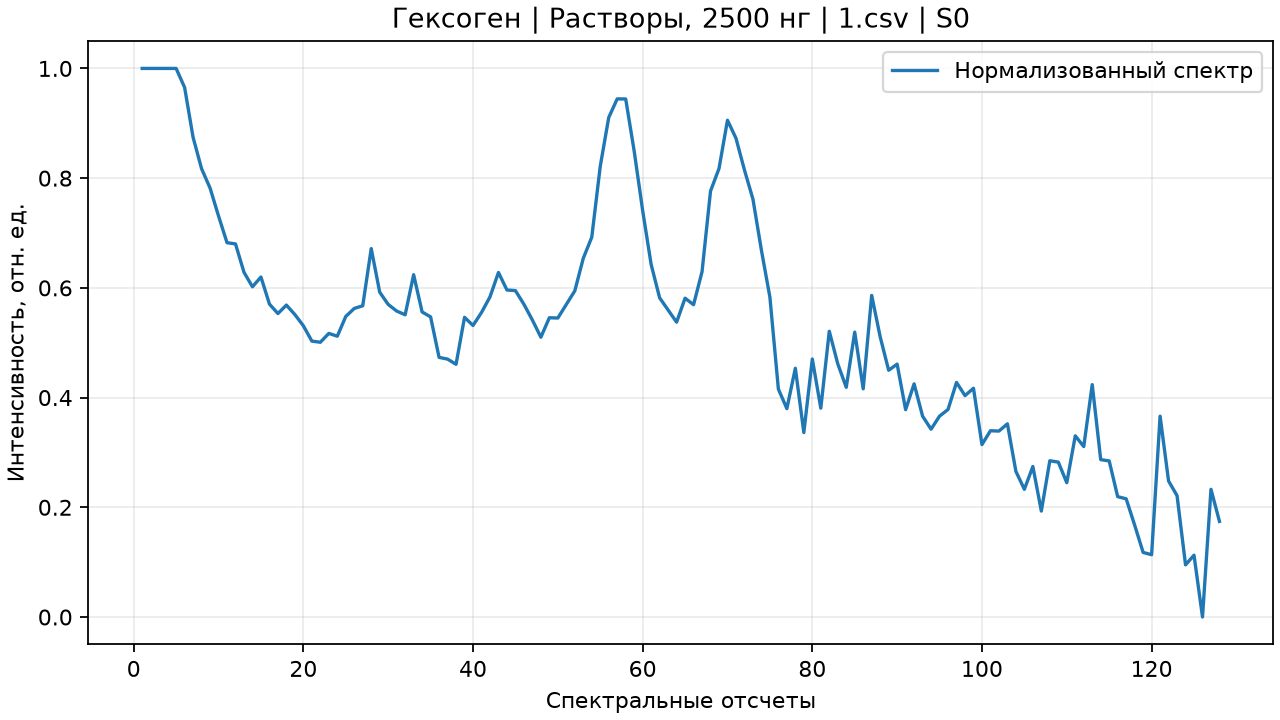 Гексоген | Растворы, 2500 нг | 1.csv | S0
Нормализованный спектр
Интенсивность, отн. ед.
1.0
0.8
0.6
0.4
0.2
0.0
0 20 40 60 80 100 120
Спектральные отсчеты